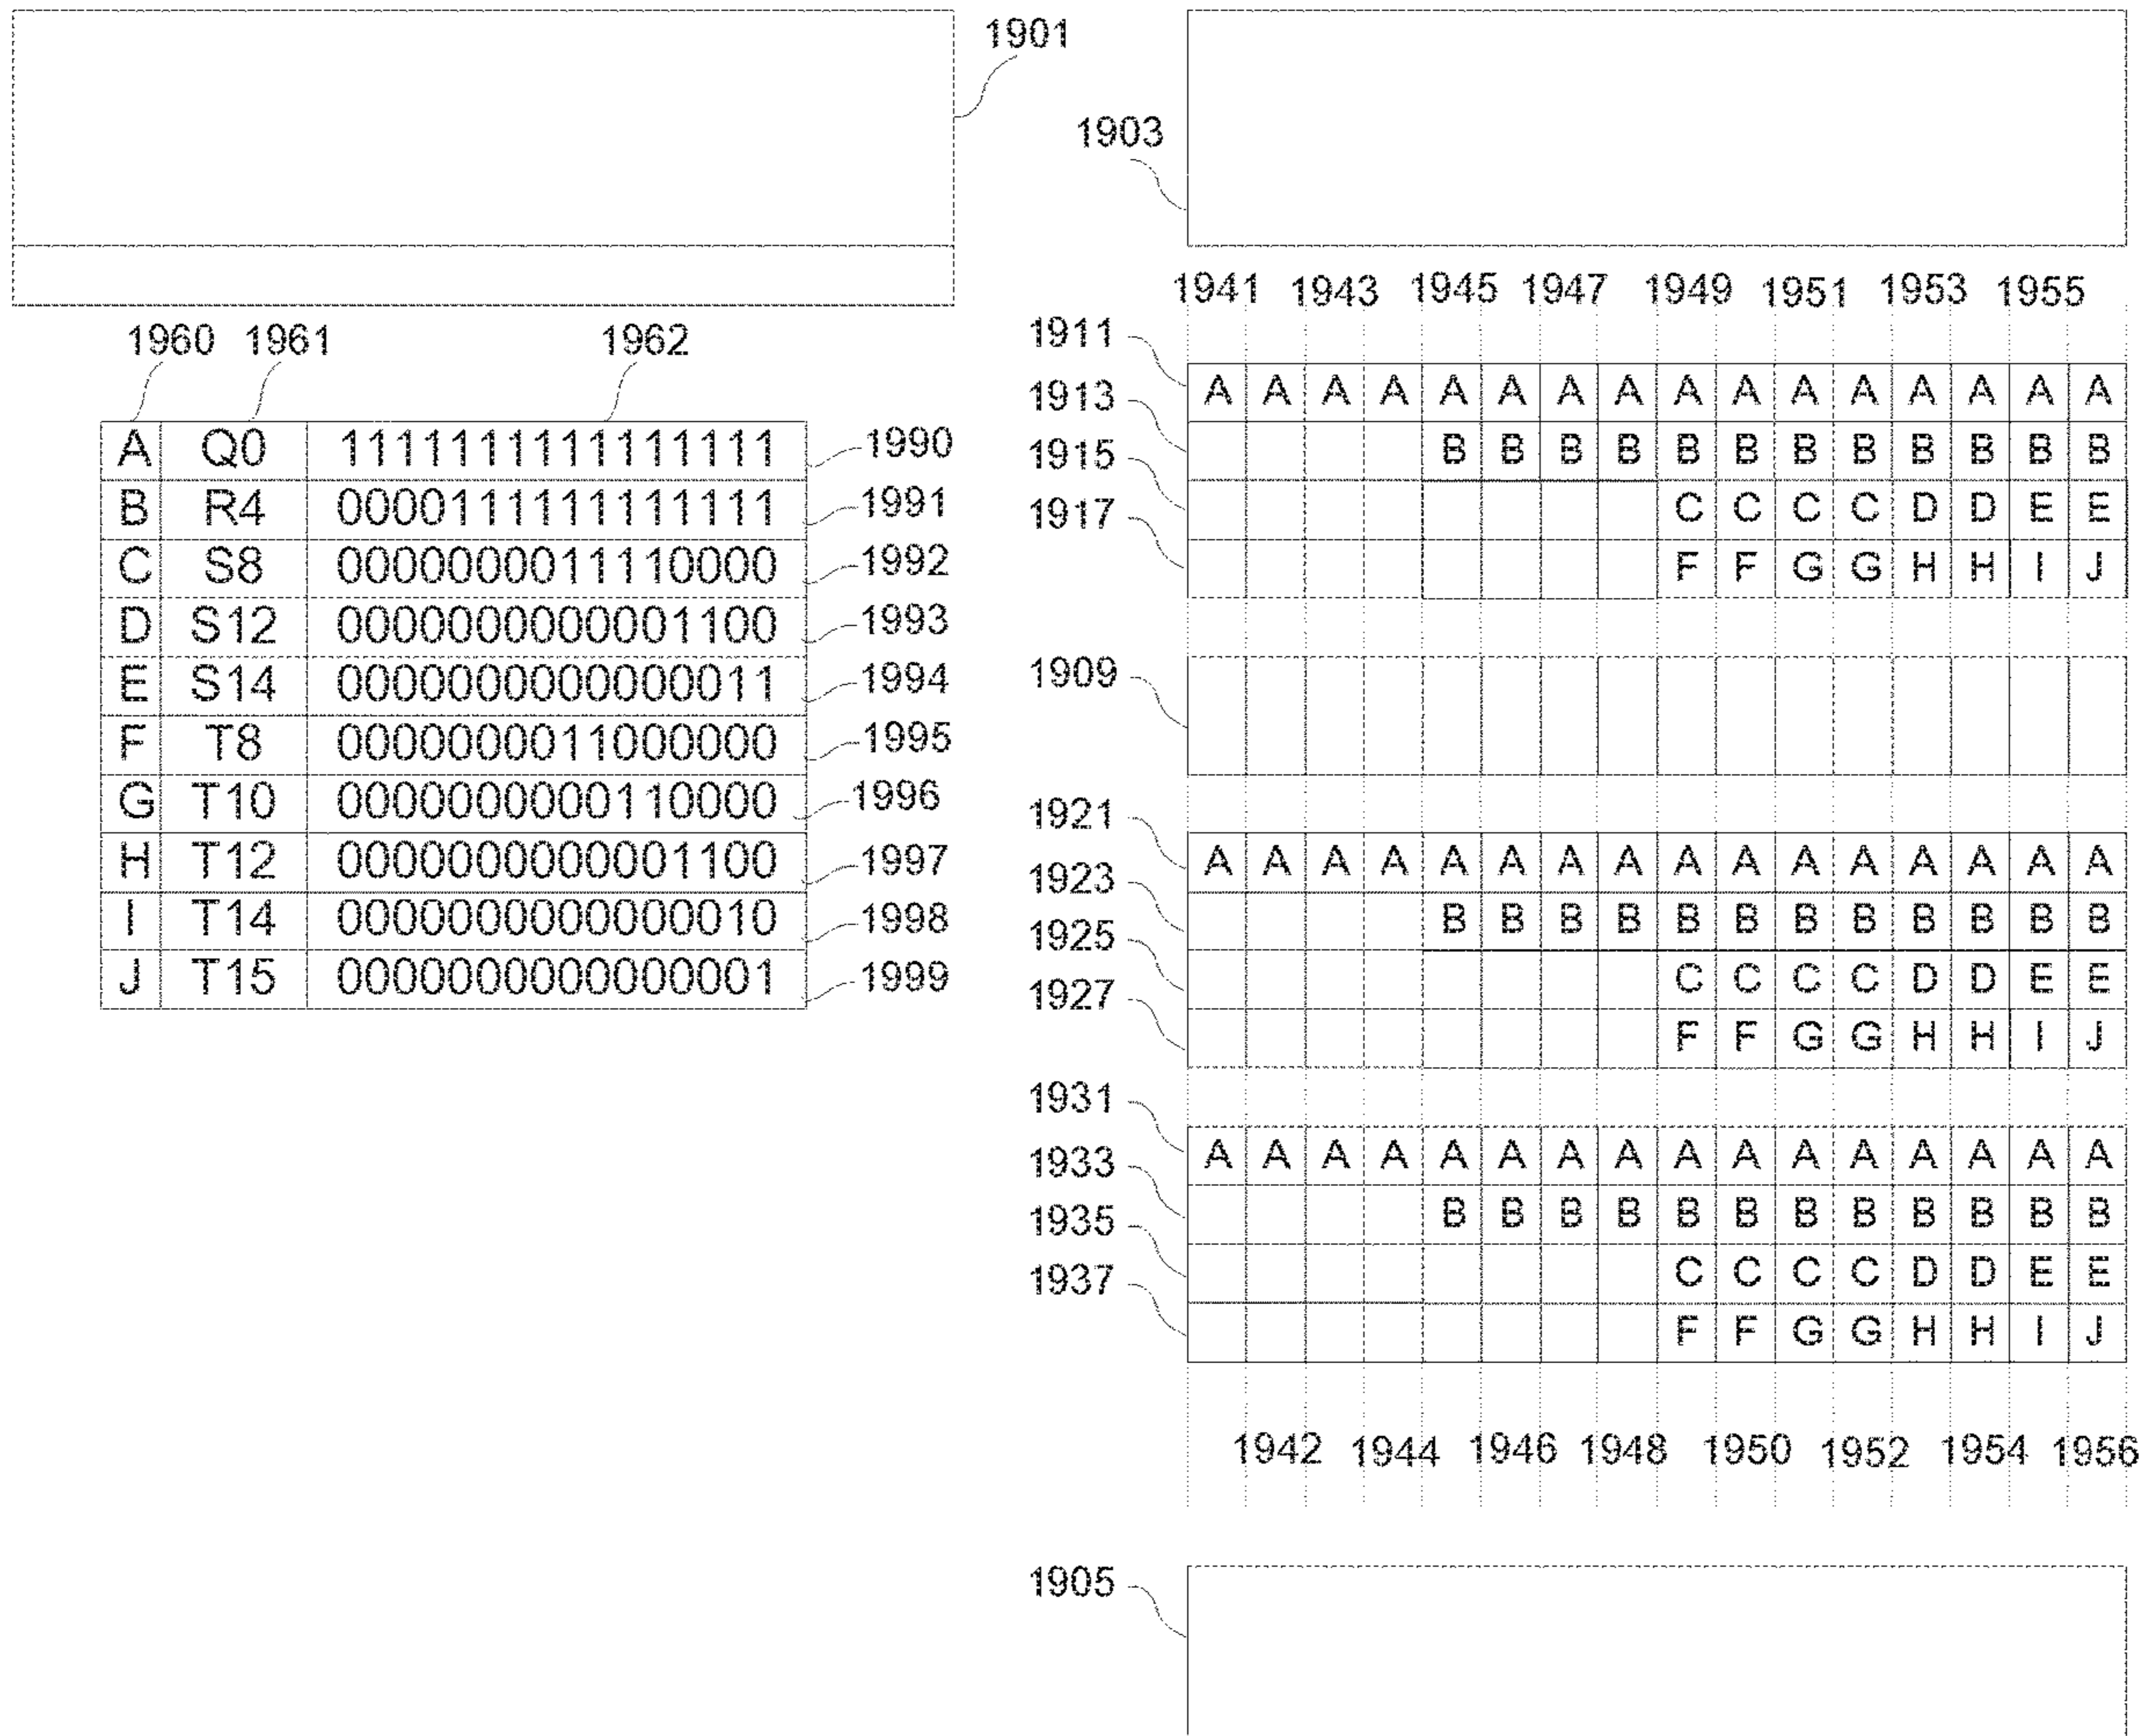 1901
1960 1961 1962
A Q0 1111111111111111 1990
B R4 0000111111111111 1991
C S8 0000000011110000 1992
D S12 0000000000001100 1993
E S14 0000000000000011 1994
F T8 0000000011000000 1995
G T10 0000000000110000 1996
H T12 0000000000001100 1997
I T14 0000000000000010 1998
J T15 0000000000000001 1999
1903
1941 1943 1945 1947 1949 1951 1953 1955
1911 A A A A A A A A A A A A A A A A
1913 B B B B B B B B B B B B
1915 C C C C D D E E
1917 F F G G H H I J
1909
1921 A A A A A A A A A A A A A A A A
1923 B B B B B B B B B B B B
1925 C C C C D D E E
1927 F F G G H H I J
1931 A A A A A A A A A A A A A A A A
1933 B B B B B B B B B B B B
1935 C C C C D D E E
1937 F F G G H H I J
1942 1944 1946 1948 1950 1952 1954 1956
1905